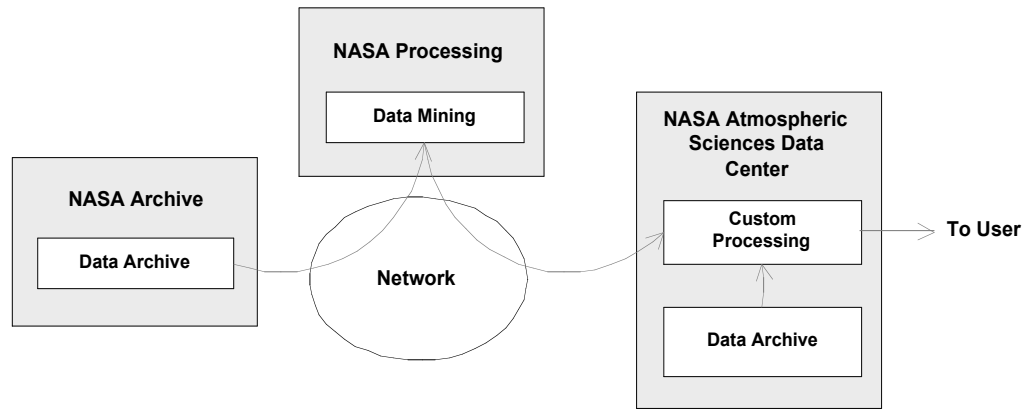 NASA Processing
Data Mining
NASA Atmospheric
Sciences Data
Center
NASA Archive
Data Archive
Network
Custom
Processing
To User
Data Archive